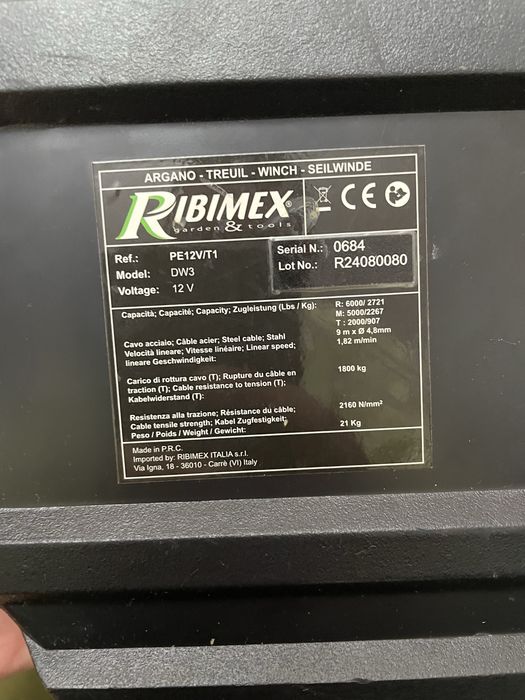 ARGANO - TREUIL - WINCH - SEILWINDE
RIBIMEX®
garden & tools
CE
Ref.: PE12V/T1
Model: DW3
Voltage: 12 V
Serial N.: 0684
Lot No.: R24080080
Capacità; Capacité; Capacity; Zugleistung (Lbs / Kg): R: 6000/ 2721
M: 5000/2267
T : 2000/907
Cavo acciaio; Câble acier; Steel cable; Stahl 9 m x Ø 4,8mm
Velocità lineare; Vitesse linéaire; Linear speed; 1,82 m/min
lineare Geschwindigkeit:
Carico di rottura cavo (T); Rupture du câble en 1800 kg
traction (T); Cable resistance to tension (T);
Kabelwiderstand (T):
Resistenza alla trazione; Résistance du câble; 2160 N/mm²
Cable tensile strength; Kabel Zugfestigkeit:
Peso / Poids / Weight / Gewicht: 21 Kg
Made in P.R.C.
Imported by: RIBIMEX ITALIA s.r.l.
Via Igna, 18 - 36010 - Carrè (VI) Italy